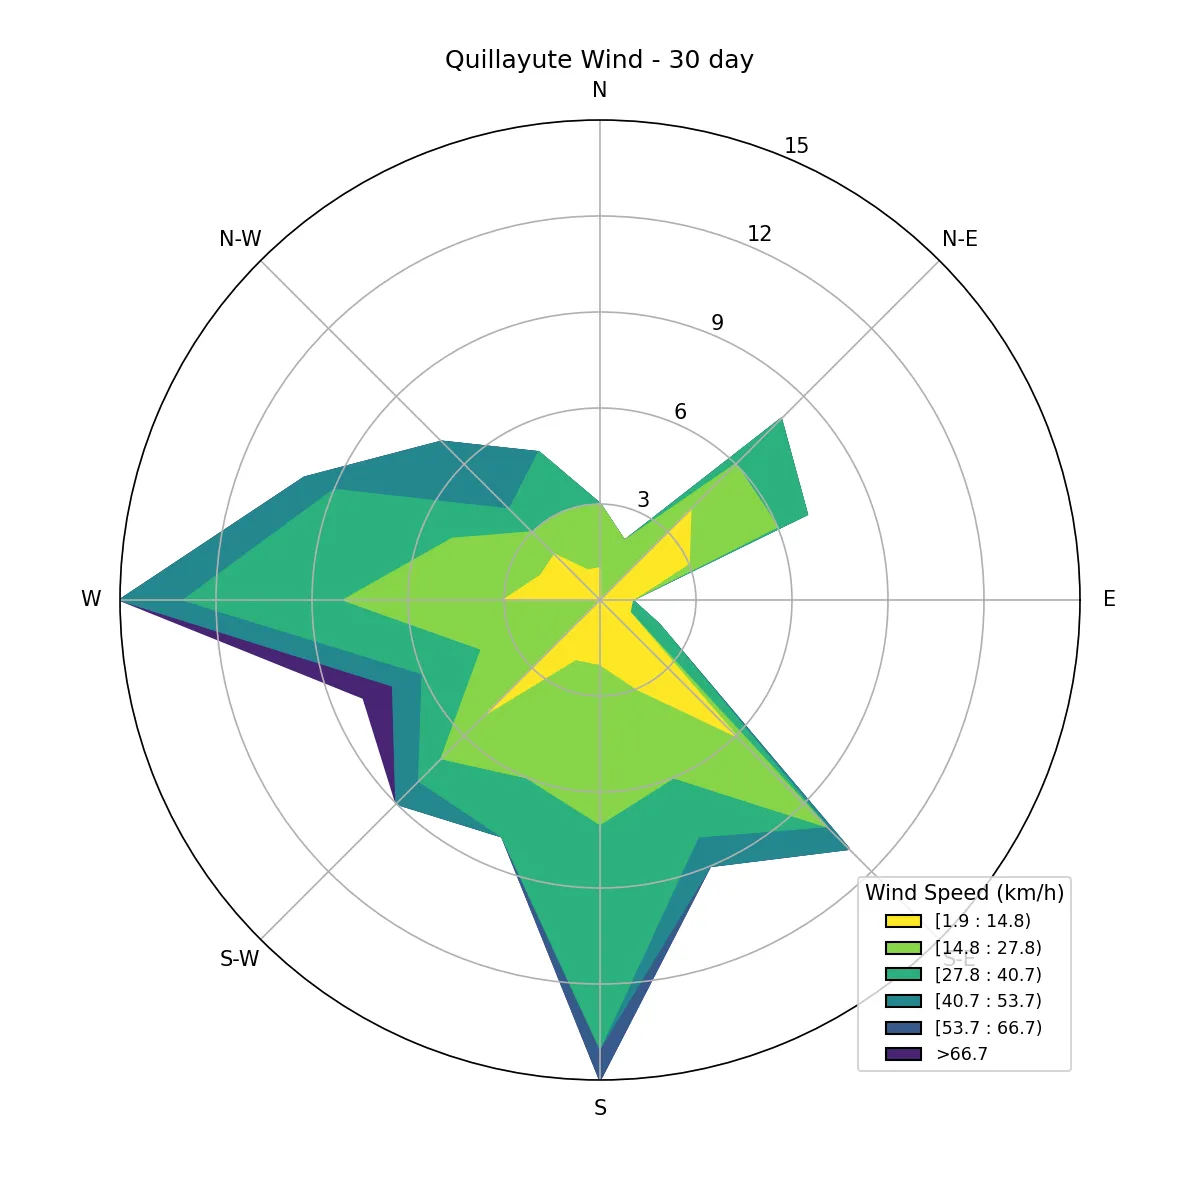 Quillayute Wind - 30 day
N
15
N-W
12
N-E
9
6
3
W
E
Wind Speed (km/h)
[1.9 : 14.8)
[14.8 : 27.8)
S-W
S-E
[27.8 : 40.7)
[40.7 : 53.7)
[53.7 : 66.7)
>66.7
S